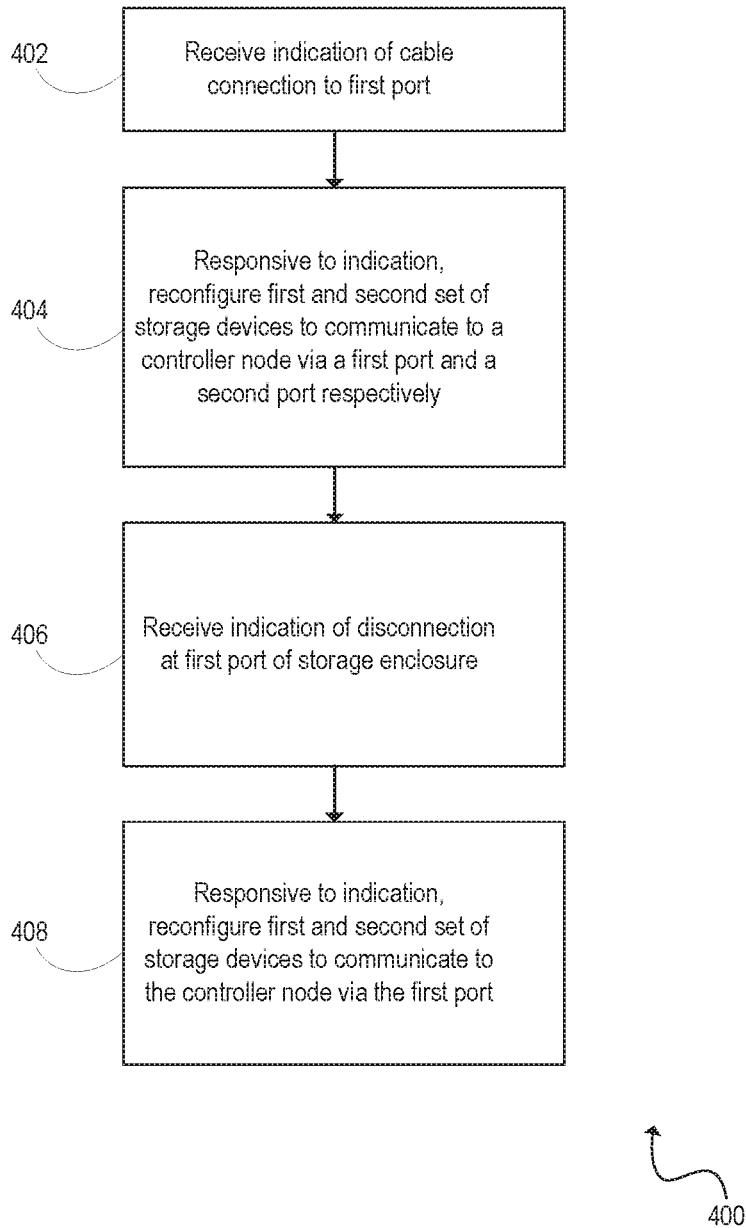 402
Receive indication of cable
connection to first port
404
Responsive to indication,
reconfigure first and second set of
storage devices to communicate to a
controller node via a first port and a
second port respectively
406
Receive indication of disconnection
at first port of storage enclosure
408
Responsive to indication,
reconfigure first and second set of
storage devices to communicate to
the controller node via the first port
400